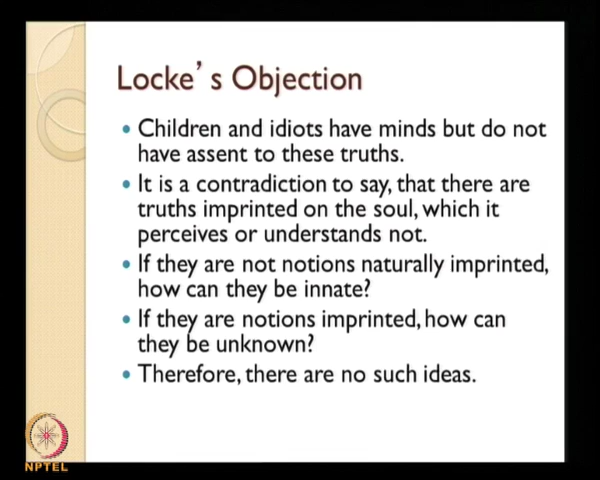 Locke's Objection
• Children and idiots have minds but do not
have assent to these truths.
• It is a contradiction to say, that there are
truths imprinted on the soul, which it
perceives or understands not.
• If they are not notions naturally imprinted,
how can they be innate?
• If they are notions imprinted, how can
they be unknown?
• Therefore, there are no such ideas.
NPTEL